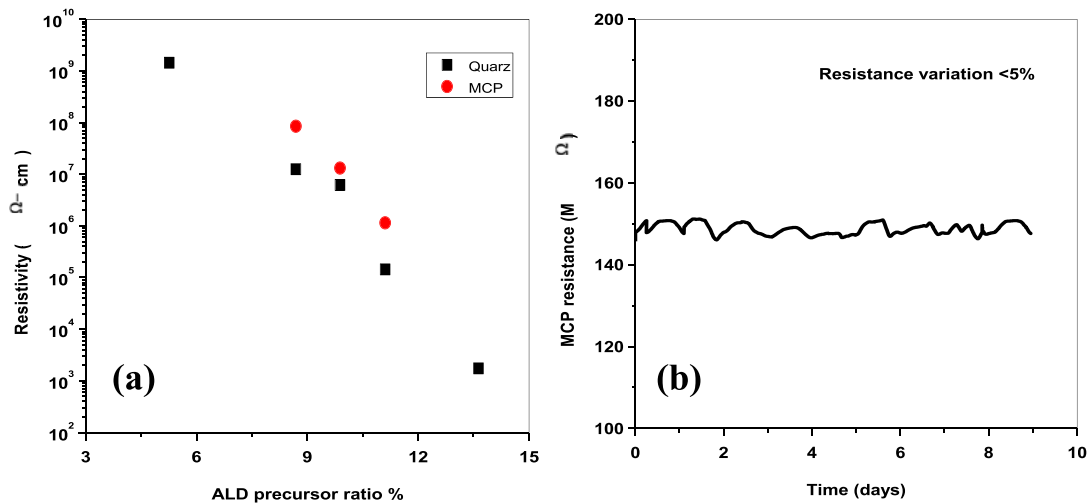 10^10
10^9
10^8
10^7
10^6
10^5
10^4
10^3
10^2
Resistivity ( Ω- cm)
Quarz
MCP
(a)
3 6 9 12 15
ALD precursor ratio %
200
180
160
140
120
100
MCP resistance (M Ω)
Resistance variation <5%
(b)
0 2 4 6 8 10
Time (days)